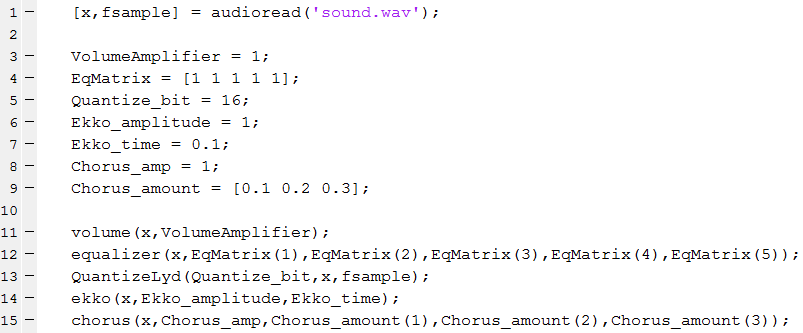 1 – [x,fsample] = audioread('sound.wav');
2
3 – VolumeAmplifier = 1;
4 – EqMatrix = [1 1 1 1 1];
5 – Quantize_bit = 16;
6 – Ekko_amplitude = 1;
7 – Ekko_time = 0.1;
8 – Chorus_amp = 1;
9 – Chorus_amount = [0.1 0.2 0.3];
10
11 – volume(x,VolumeAmplifier);
12 – equalizer(x,EqMatrix(1),EqMatrix(2),EqMatrix(3),EqMatrix(4),EqMatrix(5));
13 – QuantizeLyd(Quantize_bit,x,fsample);
14 – ekko(x,Ekko_amplitude,Ekko_time);
15 – chorus(x,Chorus_amp,Chorus_amount(1),Chorus_amount(2),Chorus_amount(3));